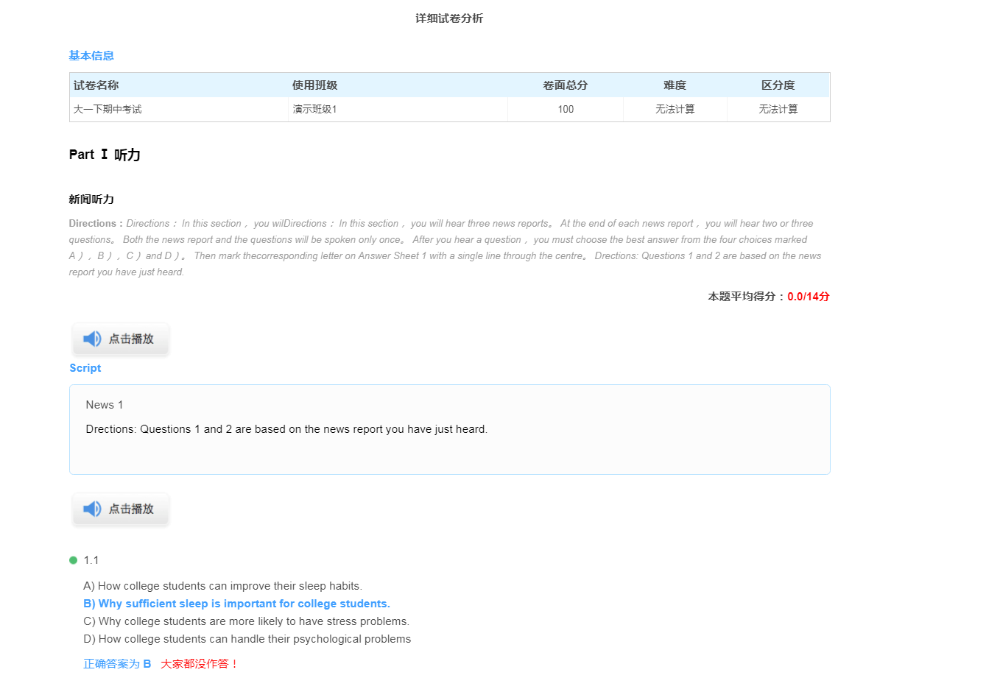 详细试卷分析
基本信息
试卷名称 使用班级 卷面总分 难度 区分度
大一下期中考试 演示班级1 100 无法计算 无法计算
Part Ⅰ 听力
新闻听力
Directions：Directions： In this section， you wilDirections： In this section， you will hear three news reports。 At the end of each news report， you will hear two or three
questions。 Both the news report and the questions will be spoken only once。 After you hear a question， you must choose the best answer from the four choices marked
A），B），C）and D）。 Then mark thecorresponding letter on Answer Sheet 1 with a single line through the centre。 Directions: Questions 1 and 2 are based on the news
report you have just heard.
本题平均得分：0.0/14分
点击播放
Script
News 1
Drections: Questions 1 and 2 are based on the news report you have just heard.
点击播放
1.1
A) How college students can improve their sleep habits.
B) Why sufficient sleep is important for college students.
C) Why college students are more likely to have stress problems.
D) How college students can handle their psychological problems
正确答案为 B 大家都没作答！